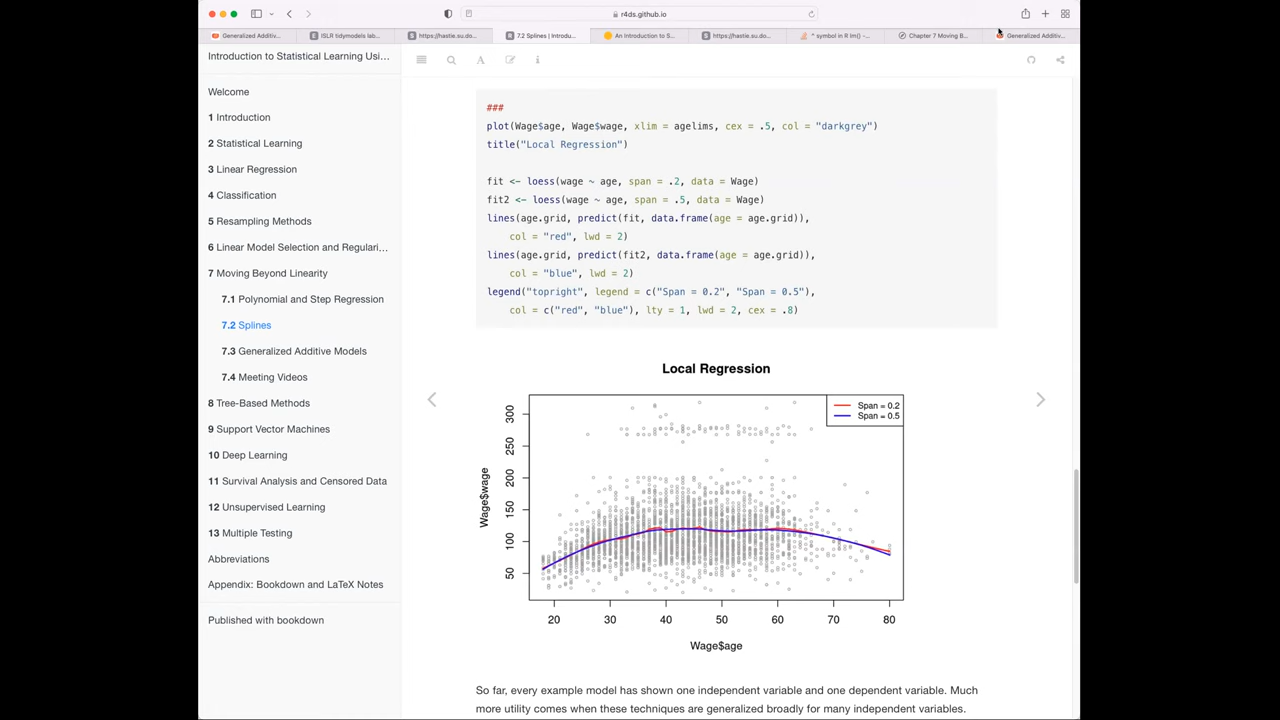 r4ds.github.io
Generalized Additiv...
ISLR tidymodels lab...
https://hastie.su.do...
7.2 Splines | Introdu...
An Introduction to S...
https://hastie.su.do...
^ symbol in R lm() -...
Chapter 7 Moving B...
Generalized Additiv...
Introduction to Statistical Learning Usi...
Welcome
1 Introduction
2 Statistical Learning
3 Linear Regression
4 Classification
5 Resampling Methods
6 Linear Model Selection and Regulari...
7 Moving Beyond Linearity
7.1 Polynomial and Step Regression
7.2 Splines
7.3 Generalized Additive Models
7.4 Meeting Videos
8 Tree-Based Methods
9 Support Vector Machines
10 Deep Learning
11 Survival Analysis and Censored Data
12 Unsupervised Learning
13 Multiple Testing
Abbreviations
Appendix: Bookdown and LaTeX Notes
Published with bookdown
###
plot(Wage$age, Wage$wage, xlim = agelims, cex = .5, col = "darkgrey")
title("Local Regression")
fit <- loess(wage ~ age, span = .2, data = Wage)
fit2 <- loess(wage ~ age, span = .5, data = Wage)
lines(age.grid, predict(fit, data.frame(age = age.grid)),
col = "red", lwd = 2)
lines(age.grid, predict(fit2, data.frame(age = age.grid)),
col = "blue", lwd = 2)
legend("topright", legend = c("Span = 0.2", "Span = 0.5"),
col = c("red", "blue"), lty = 1, lwd = 2, cex = .8)
Local Regression
Span = 0.2
Span = 0.5
300
250
200
150
100
50
Wage$wage
20 30 40 50 60 70 80
Wage$age
So far, every example model has shown one independent variable and one dependent variable. Much
more utility comes when these techniques are generalized broadly for many independent variables.